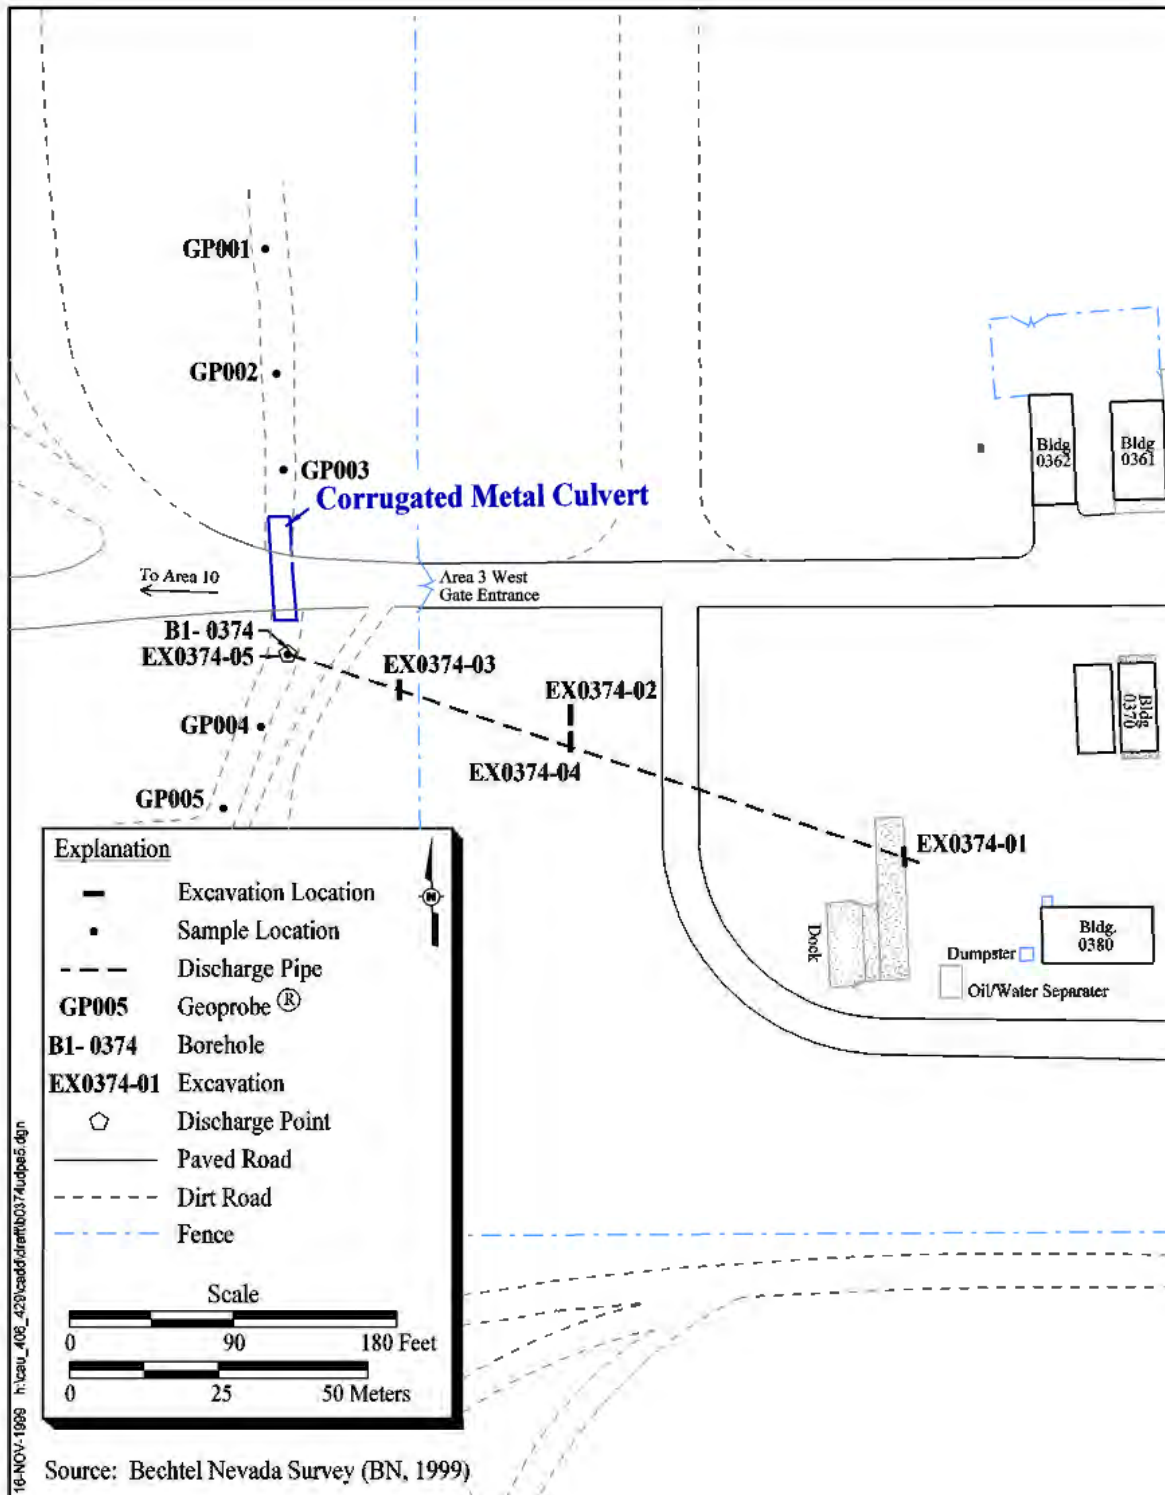 GP001
GP002
GP003
Corrugated Metal Culvert
Bldg
0362
Bldg
0361
To Area 10
Area 3 West
Gate Entrance
B1- 0374
EX0374-05
EX0374-03
EX0374-02
GP004
EX0374-04
GP005
Bldg.
0370
EX0374-01
Dock
Bldg.
0380
Dumpster
Oil/Water Separater
Explanation
Excavation Location
N
Sample Location
Discharge Pipe
GP005 Geoprobe ®
B1- 0374 Borehole
EX0374-01 Excavation
Discharge Point
Paved Road
Dirt Road
Fence
Scale
0 90 180 Feet
0 25 50 Meters
Source: Bechtel Nevada Survey (BN, 1999)